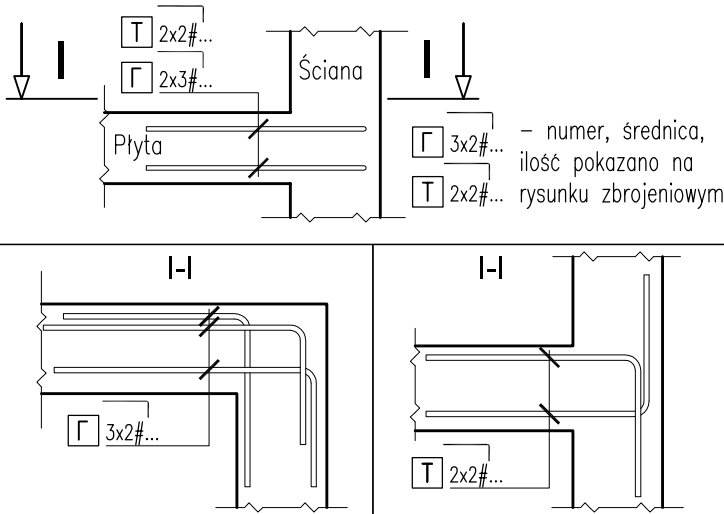 T 2x2#...
Γ 2x3#...
Ściana
I
I
Płyta
Γ 3x2#... – numer, średnica,
ilość pokazano na
T 2x2#... rysunku zbrojeniowym
I-I
I-I
Γ 3x2#...
T 2x2#...